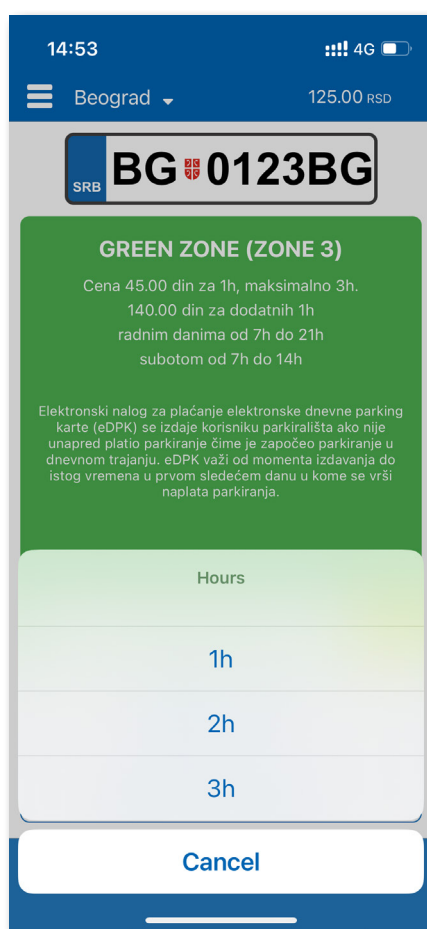 14:53
4G
Beograd
125.00 RSD
SRB
BG 0123BG
GREEN ZONE (ZONE 3)
Cena 45.00 din za 1h, maksimalno 3h.
140.00 din za dodatnih 1h
radnim danima od 7h do 21h
subotom od 7h do 14h
Elektronski nalog za plaćanje elektronske dnevne parking
karte (eDPK) se izdaje korisniku parkirališta ako nije
unapred platio parkiranje čime je započeo parkiranje u
dnevnom trajanju. eDPK važi od momenta izdavanja do
istog vremena u prvom sledećem danu u kome se vrši
naplata parkiranja.
Hours
1h
2h
3h
Cancel